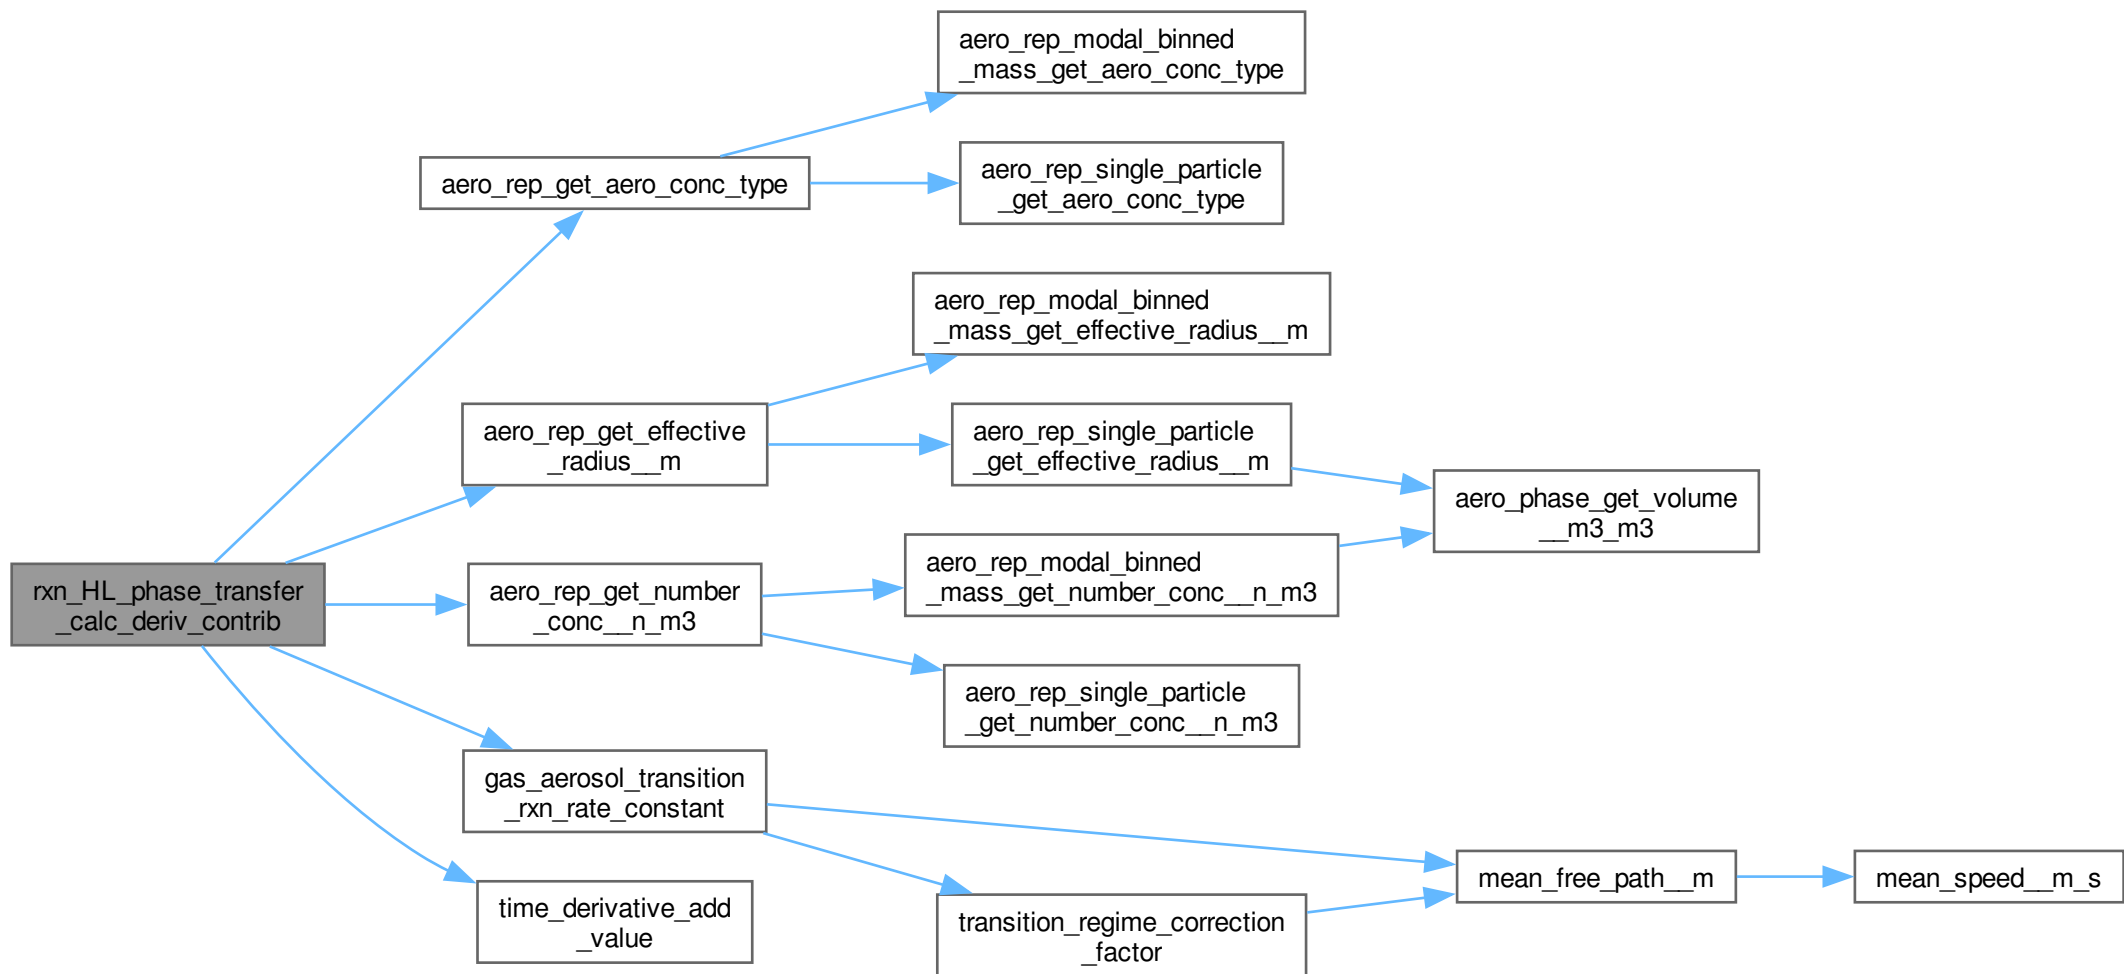 aero_rep_modal_binned
_mass_get_aero_conc_type
aero_rep_get_aero_conc_type
aero_rep_single_particle
_get_aero_conc_type
aero_rep_modal_binned
_mass_get_effective_radius__m
aero_rep_get_effective
_radius__m
aero_rep_single_particle
_get_effective_radius__m
aero_phase_get_volume
__m3_m3
rxn_HL_phase_transfer
_calc_deriv_contrib
aero_rep_get_number
_conc__n_m3
aero_rep_modal_binned
_mass_get_number_conc__n_m3
aero_rep_single_particle
_get_number_conc__n_m3
gas_aerosol_transition
_rxn_rate_constant
mean_free_path__m
mean_speed__m_s
time_derivative_add
_value
transition_regime_correction
_factor